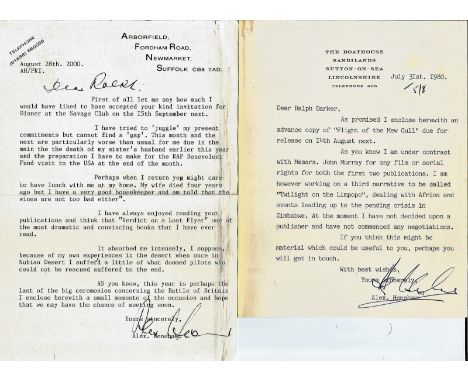 ARBORFIELD,
FORDHAM ROAD,
NEWMARKET,
SUFFOLK CB8 7AD.
TELEPHONE
August 28th. 2000.
AH/PRI.
Dear Ralph.
First of all let me say how much I
would have liked to have accepted your kind invitation for
Dinner at the Savage Club on the 15th September next.
I have tried to 'juggle' my present
commitments but cannot find a 'gap'. This month and the
next are particularly worse than usual for me due in the
main the the death of my sister's husband earlier this year
and the preparation I have to make for the RAF Benevolent
Fund visit to the USA at the end of the month.
Perhaps when I return you might care
to have lunch with me at my home. My wife died four years
ago but I have a very good housekeeper and am told that the
wines are not too bad either".
I have always enjoyed reading your
publications and think that "Verdict on a Lost Flyer" one of
the most dramatic and convincing books that I have ever
read.
It absorbed me intensely, I suppose,
because of my own experiences in the desert when once in the
Nubian Desert I suffered a little of what doomed pilots who
could not be rescued suffered to the end.
AS you know, this year is perhaps the
last of the big ceremonies concerning the Battle of Britain
I enclose herewith a small momento of the occasion and hope
that we may have the chance of meeting soon.
Yours sincerely,
Alex. Henshaw.
THE BOATHOUSE
SANDILANDS
SUTTON-ON-SEA
LINCOLNSHIRE
July 31st. 1980.
Dear Ralph Barker.
As promised I enclose herewith an
advance copy of "Flight of the Mew Gull" due for
release on 14th August next.
As you know I am under contract
with Messrs. John Murray for any film or serial
rights for both the first two publications. I am
however working on a third narrative to be called
"Twilight on the Limpopo", dealing with Africa and
events leading up to the pending crisis in
Zimbabwe. At the moment I have not decided upon a
publisher and have not commenced any negotiations.
If you think this might be
material which could be useful to you, perhaps you
will get in touch.
With best wishes,
Yours sincerely,
Alex. Henshaw.